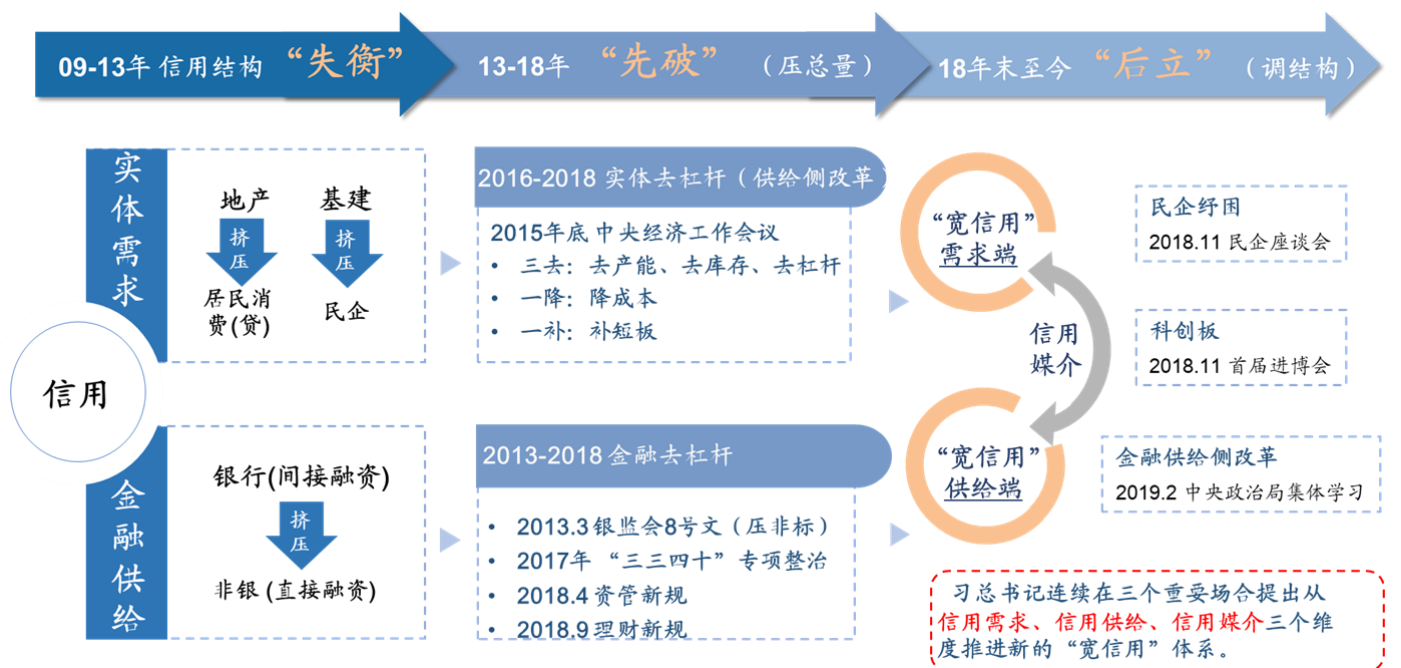 09-13年 信用结构 “失衡”
13-18年 “先破” （压总量）
18年末至今 “后立” （调结构）
信用
实体需求
地产
挤压
居民消
费(贷)
基建
挤压
民企
2016-2018 实体去杠杆（供给侧改革）
2015年底 中央经济工作会议
• 三去：去产能、去库存、去杠杆
• 一降：降成本
• 一补：补短板
“宽信用”
需求端
民企纾困
2018.11 民企座谈会
信用
媒介
科创板
2018.11 首届进博会
金融供给
银行(间接融资)
挤压
非银 (直接融资)
2013-2018 金融去杠杆
• 2013.3 银监会8号文（压非标）
• 2017年 “三三四十”专项整治
• 2018.4 资管新规
• 2018.9 理财新规
“宽信用”
供给端
金融供给侧改革
2019.2 中央政治局集体学习
习总书记连续在三个重要场合提出从
信用需求、信用供给、信用媒介三个维
度推进新的“宽信用”体系。